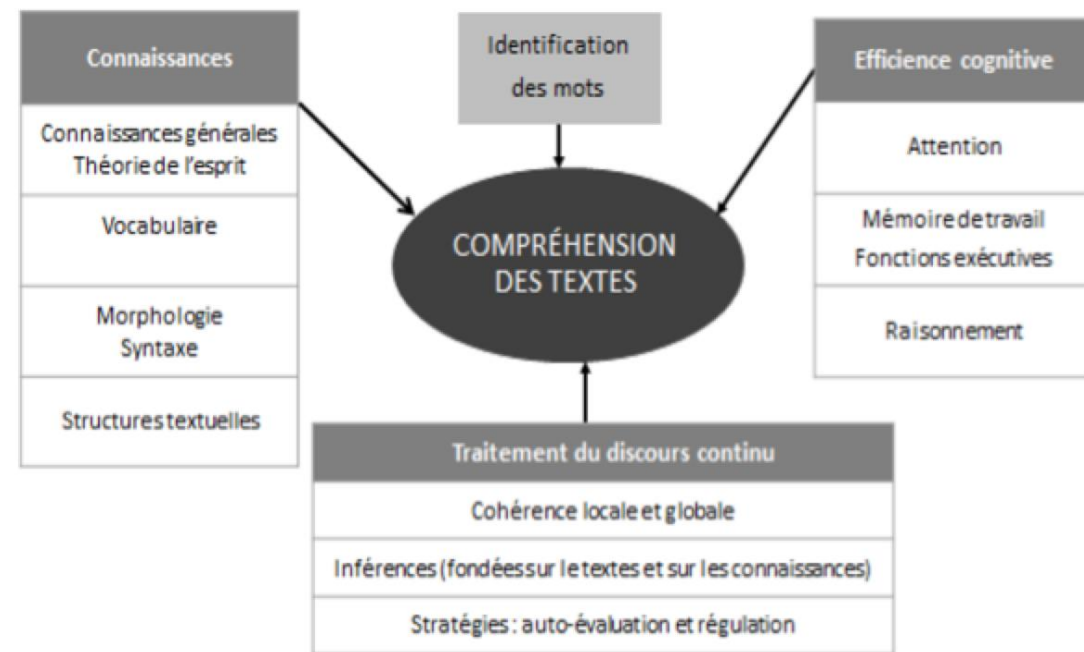 Connaissances
Connaissances générales
Théorie de l'esprit
Vocabulaire
Morphologie
Syntaxe
Structures textuelles
Identification
des mots
COMPRÉHENSION
DES TEXTES
Efficience cognitive
Attention
Mémoire de travail
Fonctions exécutives
Raisonnement
Traitement du discours continu
Cohérence locale et globale
Inférences (fondées sur le textes et sur les connaissances)
Stratégies : auto-évaluation et régulation